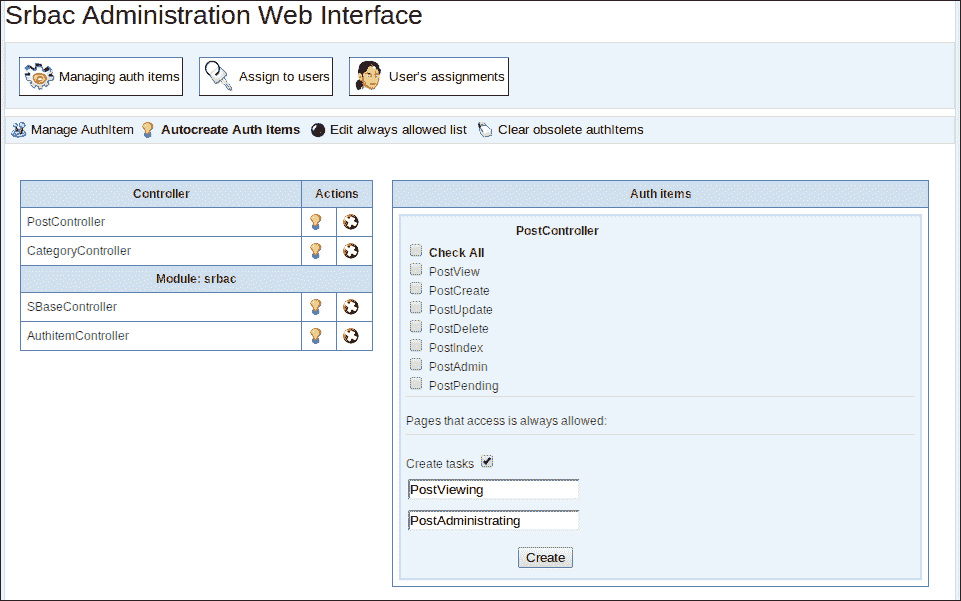 Srbac Administration Web Interface
Managing auth items
Assign to users
User's assignments
Manage AuthItem
Autocreate Auth Items
Edit always allowed list
Clear obsolete authItems
Controller
Actions
PostController
CategoryController
Module: srbac
SBaseController
AuthitemController
Auth items
PostController
Check All
PostView
PostCreate
PostUpdate
PostDelete
PostIndex
PostAdmin
PostPending
Pages that access is always allowed:
Create tasks
PostViewing
PostAdministrating
Create